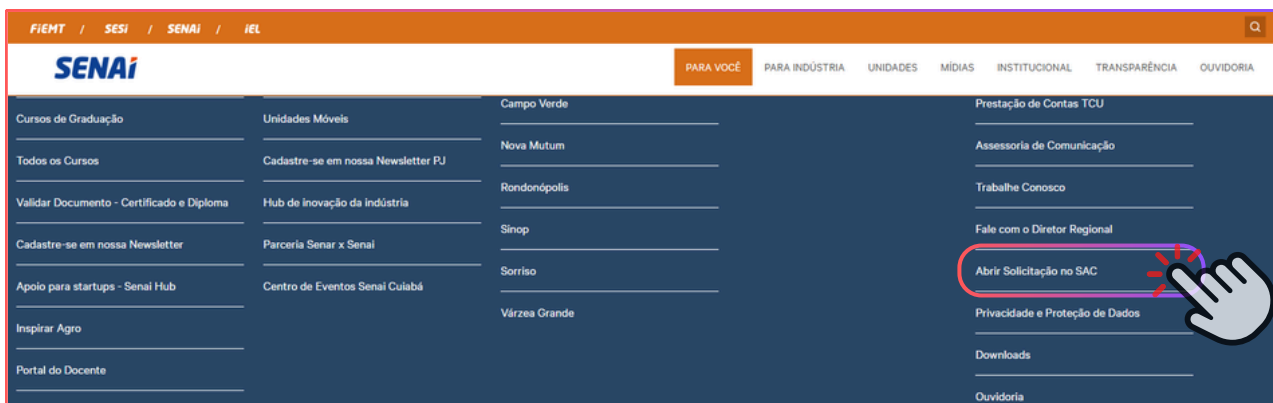 FIEMT / SESI / SENAI / IEL
SENAI
PARA VOCÊ PARA INDÚSTRIA UNIDADES MÍDIAS INSTITUCIONAL TRANSPARÊNCIA OUVIDORIA
Cursos de Graduação
Todos os Cursos
Validar Documento - Certificado e Diploma
Cadastre-se em nossa Newsletter
Apoio para startups - Senai Hub
Inspirar Agro
Portal do Docente
Unidades Móveis
Cadastre-se em nossa Newsletter PJ
Hub de inovação da indústria
Parceria Senar x Senai
Centro de Eventos Senai Cuiabá
Campo Verde
Nova Mutum
Rondonópolis
Sinop
Sorriso
Várzea Grande
Prestação de Contas TCU
Assessoria de Comunicação
Trabalhe Conosco
Fale com o Diretor Regional
Abrir Solicitação no SAC
Privacidade e Proteção de Dados
Downloads
Ouvidoria